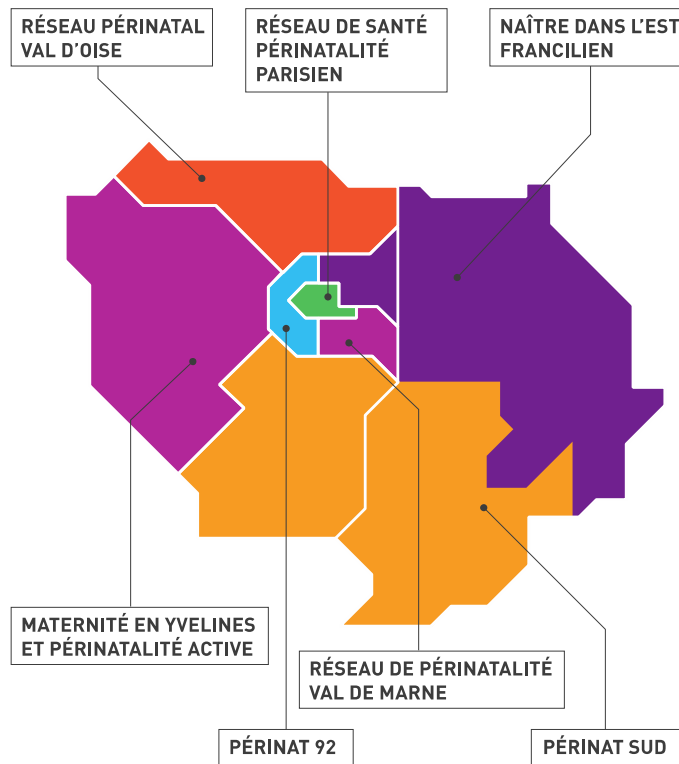 RÉSEAU PÉRINATAL
VAL D'OISE
RÉSEAU DE SANTÉ
PÉRINATALITÉ
PARISIEN
NAÎTRE DANS L'EST
FRANCILIEN
MATERNITÉ EN YVELINES
ET PÉRINATALITÉ ACTIVE
RÉSEAU DE PÉRINATALITÉ
VAL DE MARNE
PÉRINAT 92
PÉRINAT SUD